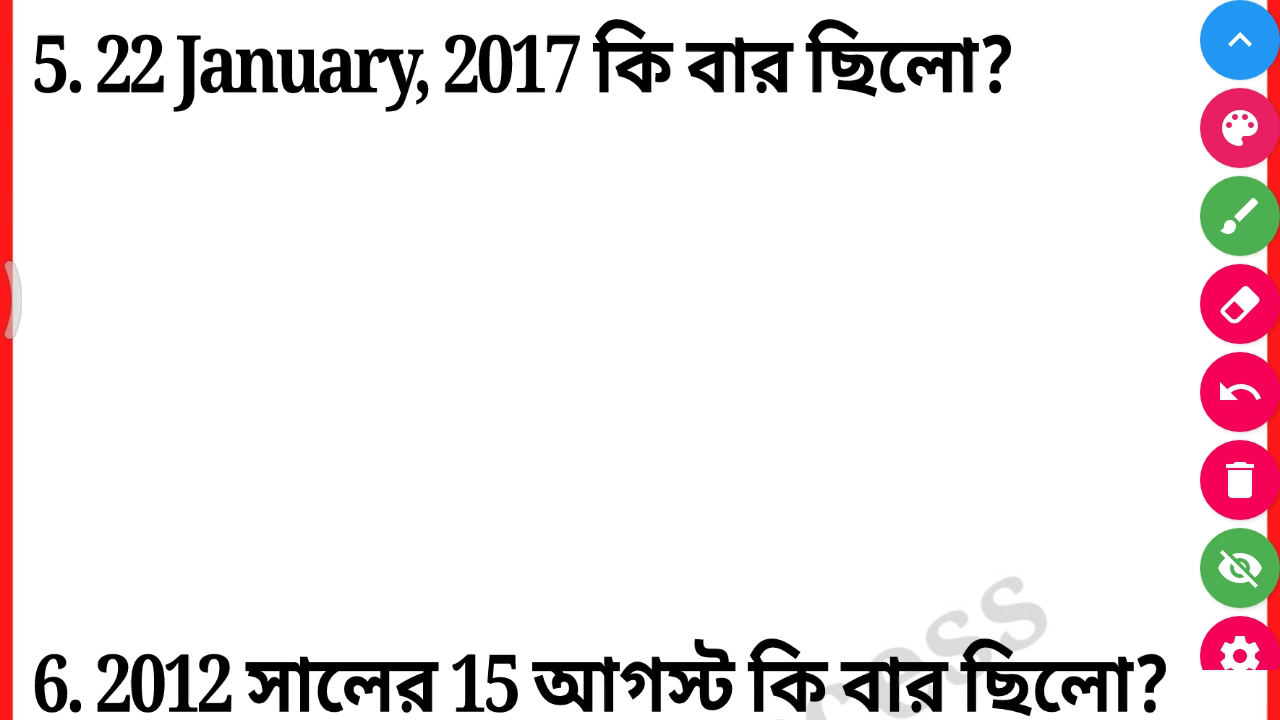 5. 22 January, 2017 কি বার ছিলো?
6. 2012 সালের 15 আগস্ট কি বার ছিলো?